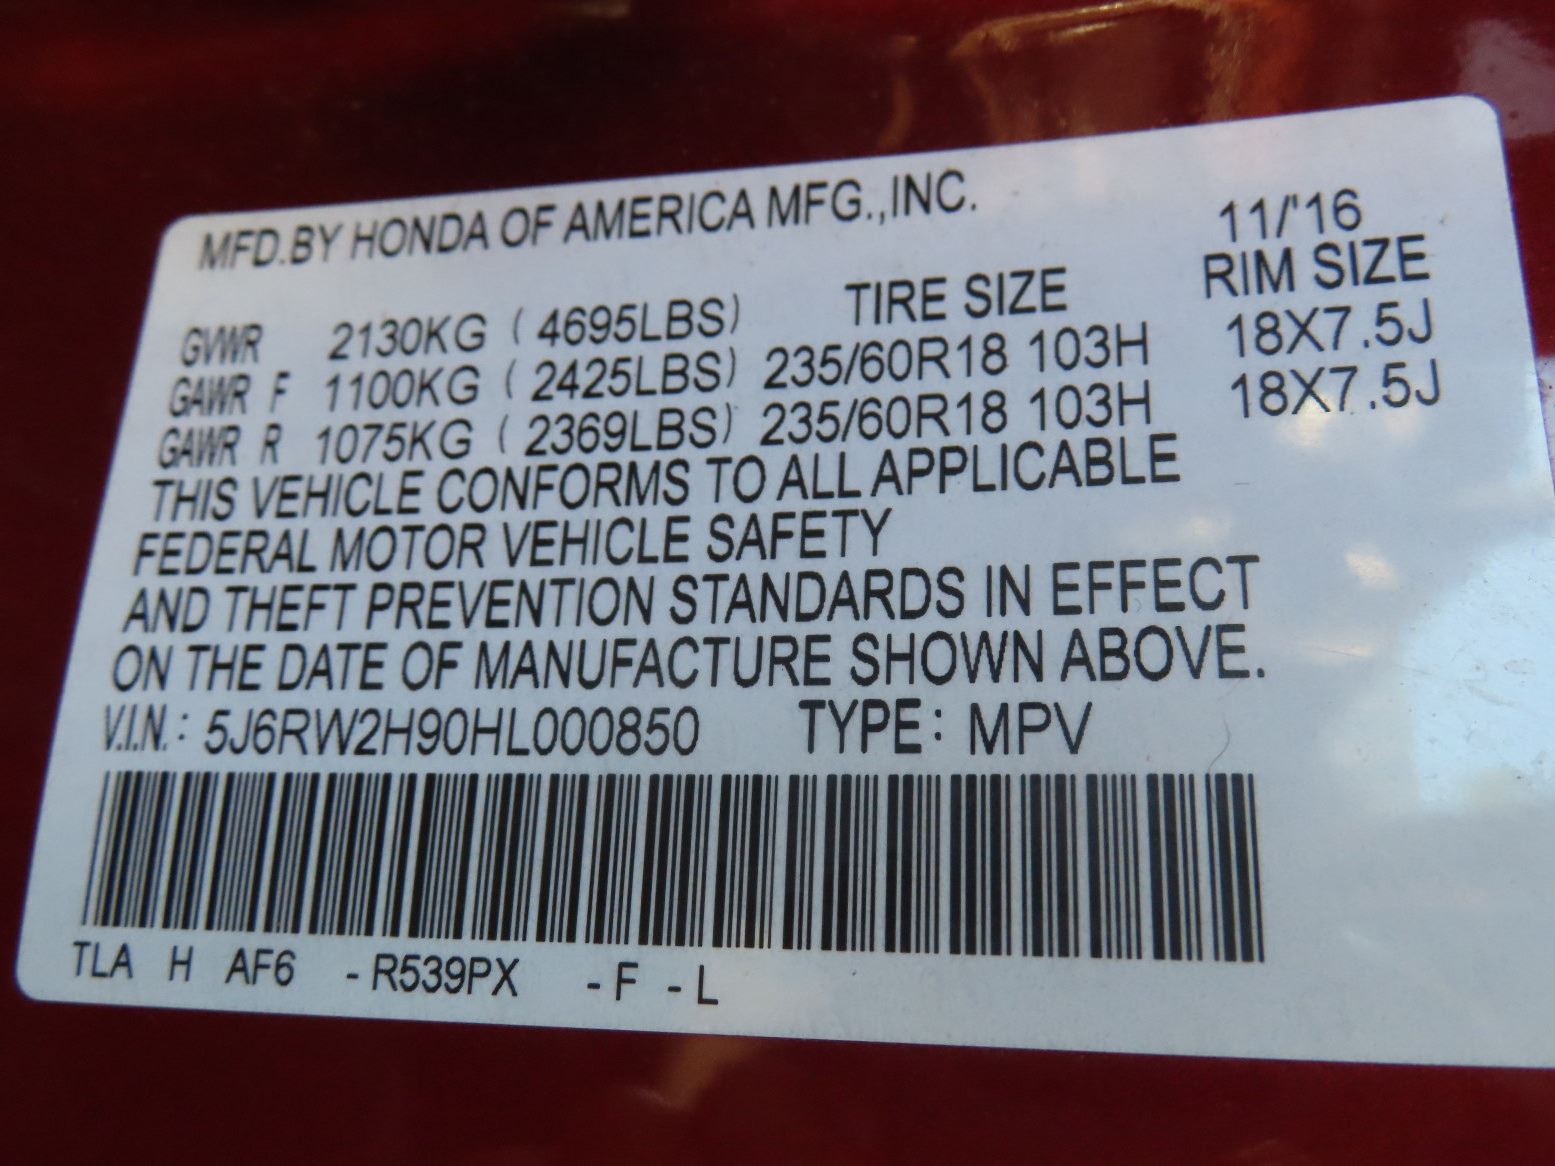 MFD.BY HONDA OF AMERICA MFG.,INC. 11/'16
TIRE SIZE RIM SIZE
GVWR 2130KG ( 4695LBS)
GAWR F 1100KG ( 2425LBS) 235/60R18 103H 18X7.5J
GAWR R 1075KG ( 2369LBS) 235/60R18 103H 18X7.5J
THIS VEHICLE CONFORMS TO ALL APPLICABLE
FEDERAL MOTOR VEHICLE SAFETY
AND THEFT PREVENTION STANDARDS IN EFFECT
ON THE DATE OF MANUFACTURE SHOWN ABOVE.
V.I.N.: 5J6RW2H90HL000850 TYPE: MPV
TLA H AF6 -R539PX -F -L